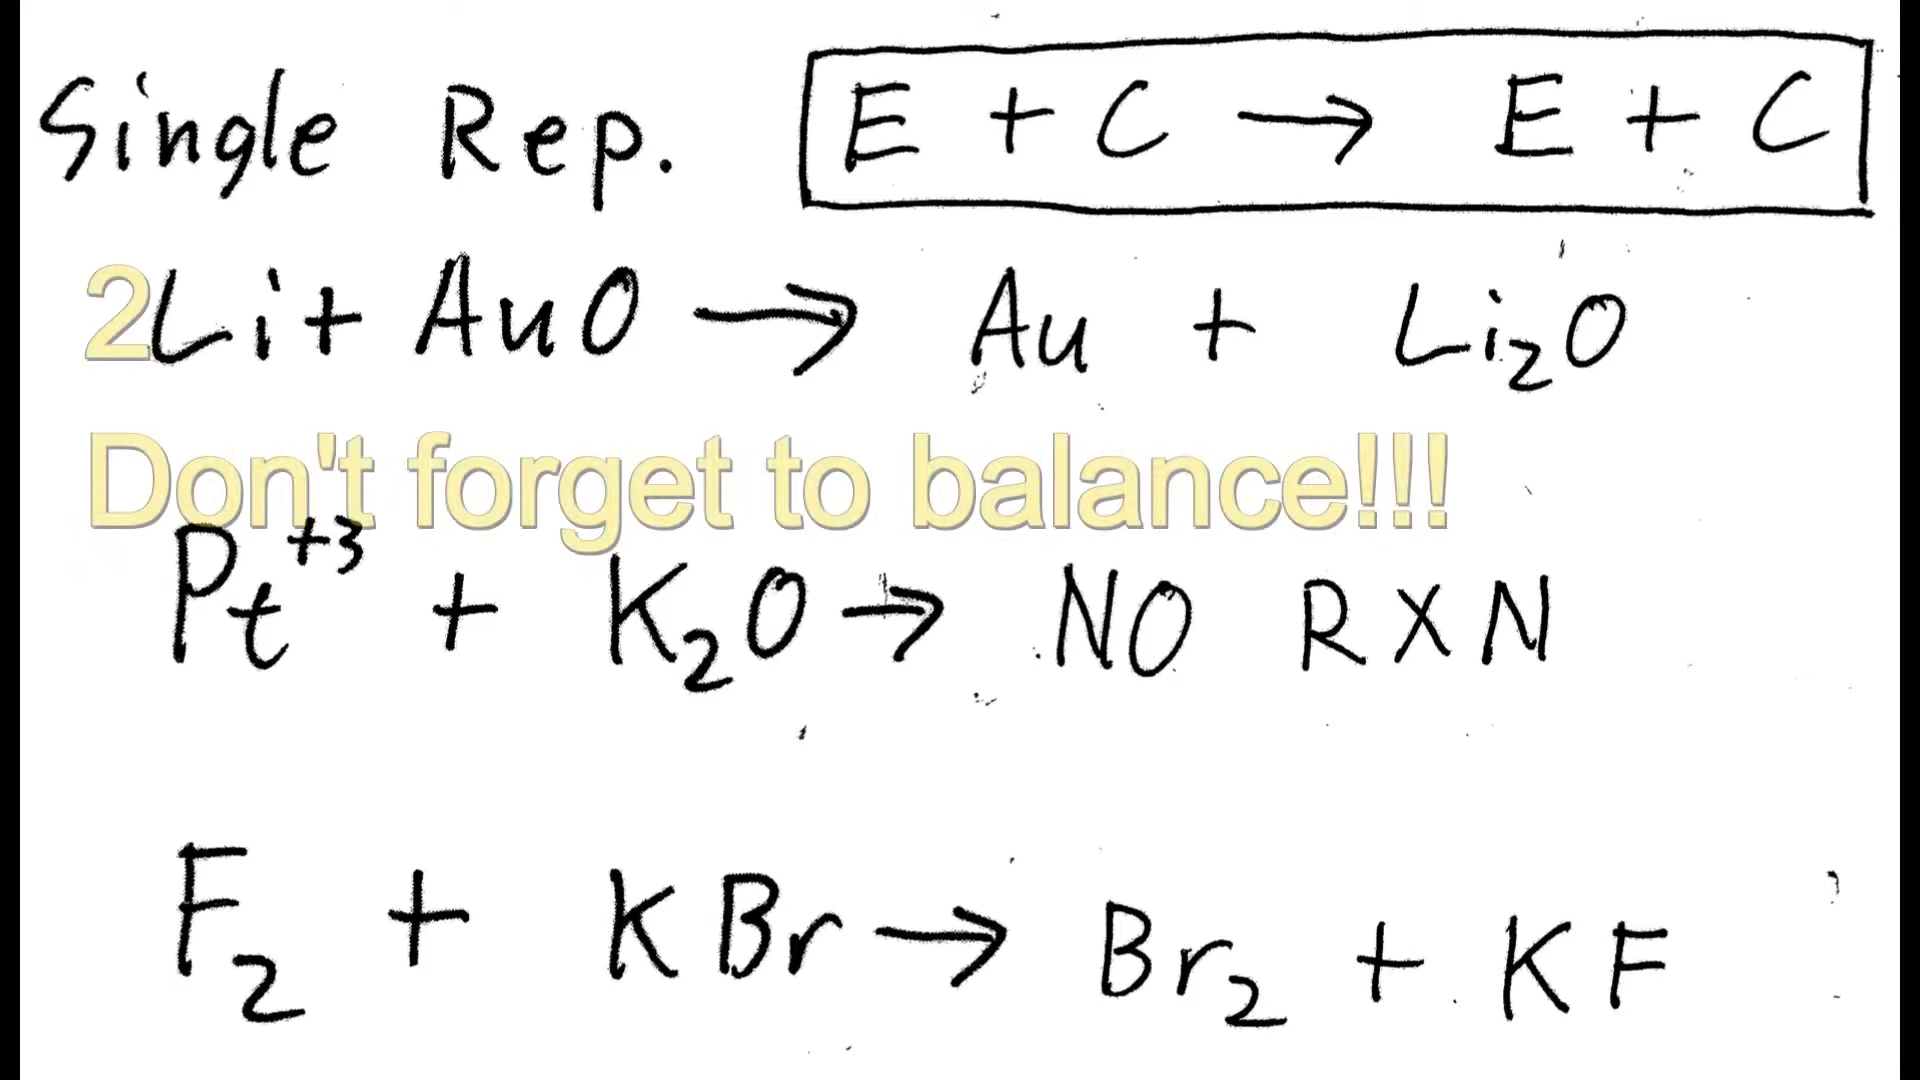 Single Rep. E + C → E + C
2Li + AuO → Au + Li₂O
Don't forget to balance!!!
Pt⁺³ + K₂O → NO RXN
F₂ + KBr → Br₂ + KF